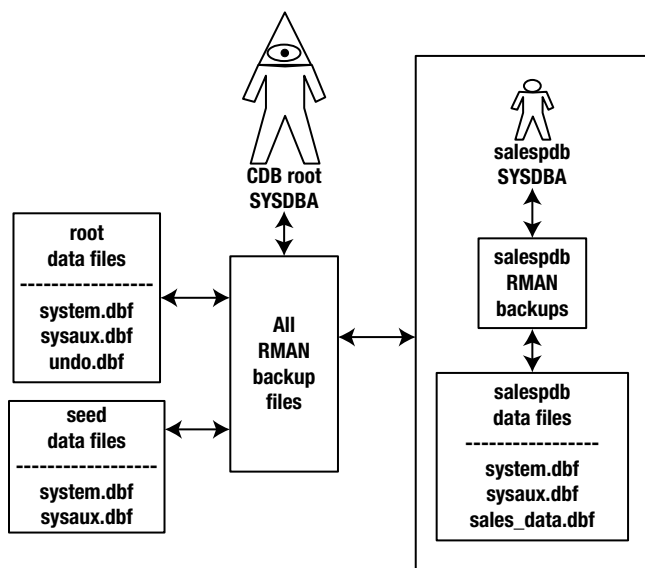 CDB root
SYSDBA
root
data files
-------------------
system.dbf
sysaux.dbf
undo.dbf
seed
data files
-------------------
system.dbf
sysaux.dbf
All
RMAN
backup
files
salespdb
SYSDBA
salespdb
RMAN
backups
salespdb
data files
-------------------
system.dbf
sysaux.dbf
sales_data.dbf